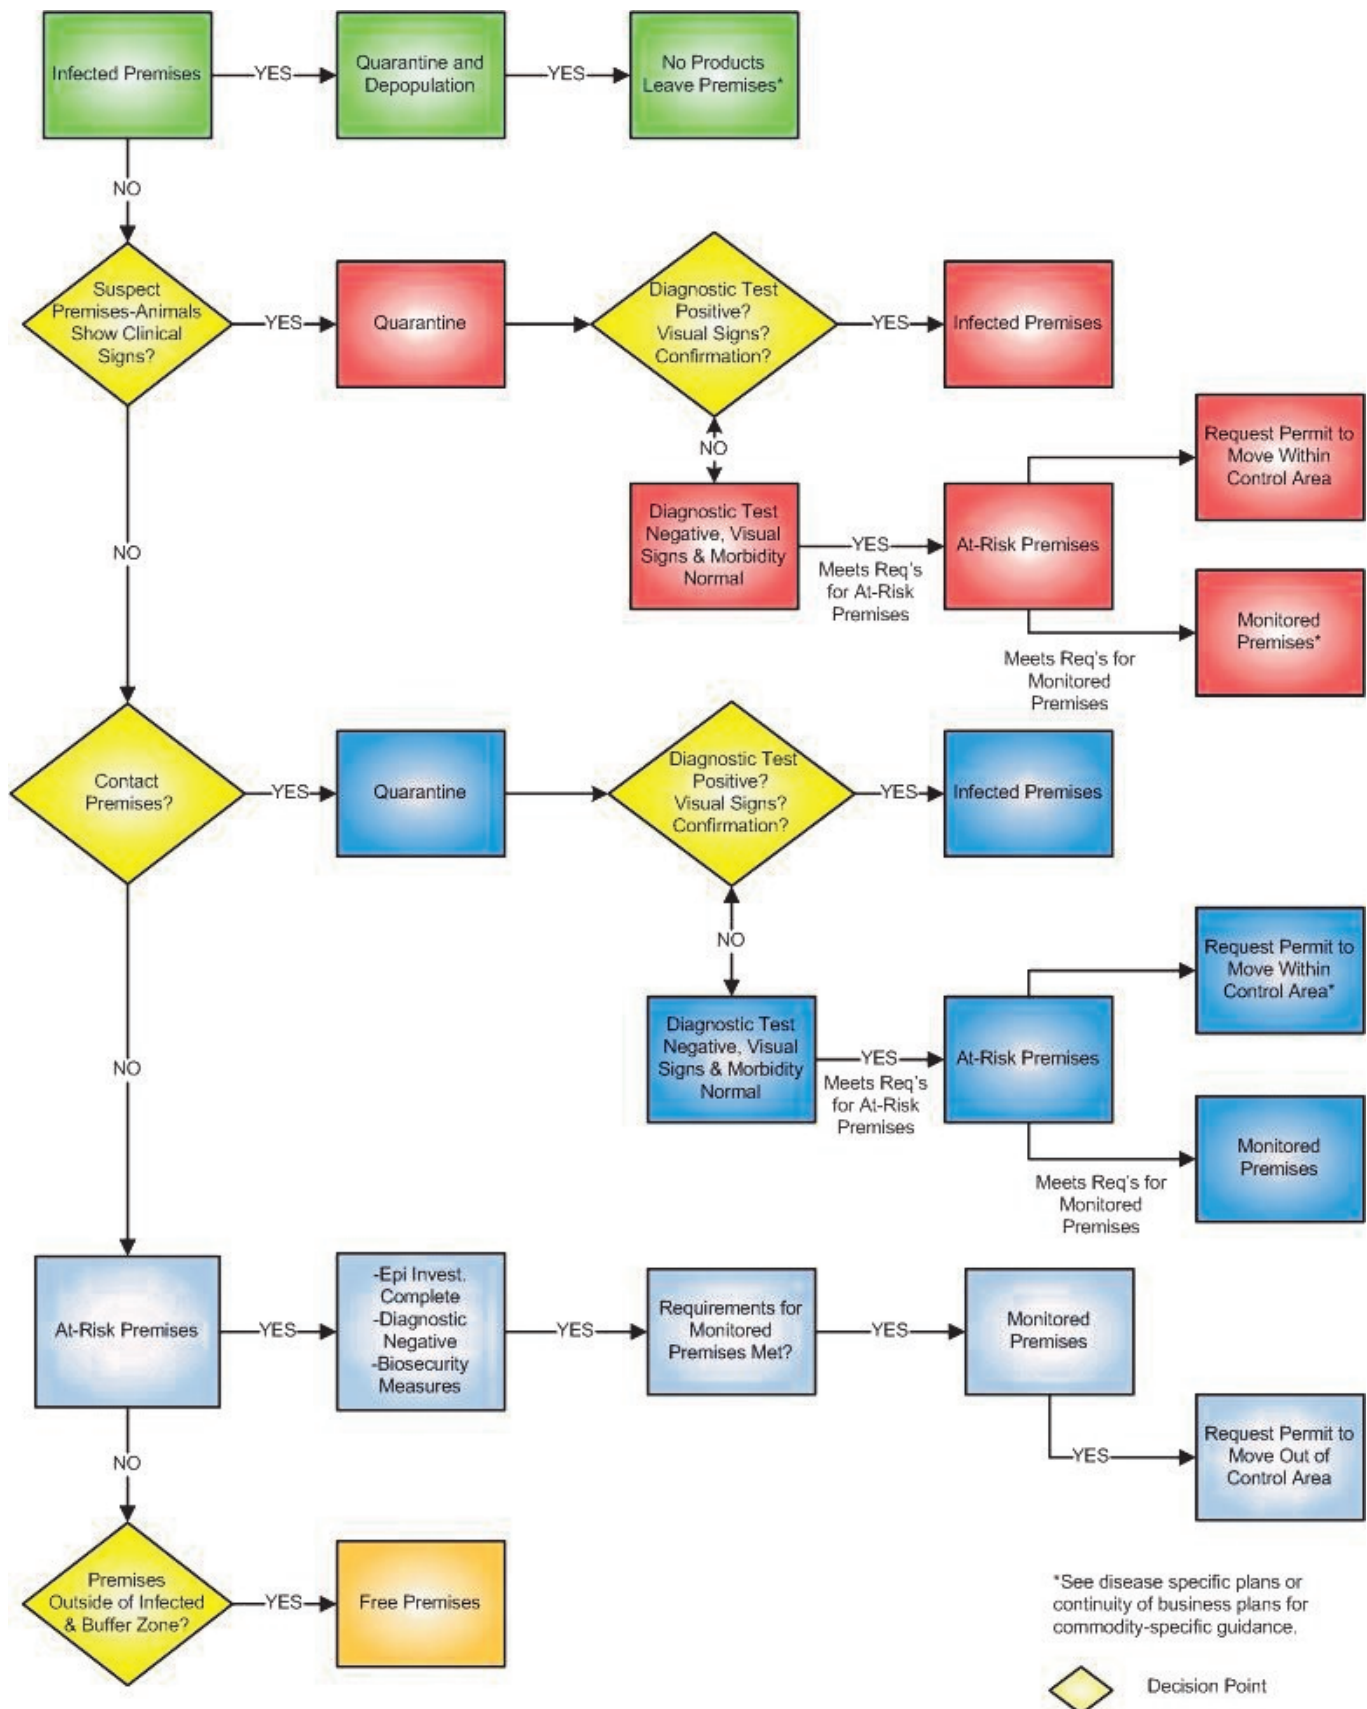 Infected Premises
YES
Quarantine and
Depopulation
YES
No Products
Leave Premises*
NO
Suspect
Premises-Animals
Show Clinical
Signs?
YES
Quarantine
Diagnostic Test
Positive?
Visual Signs?
Confirmation?
YES
Infected Premises
NO
Diagnostic Test
Negative, Visual
Signs & Morbidity
Normal
YES
Meets Req's
for At-Risk
Premises
At-Risk Premises
Request Permit to
Move Within
Control Area
Meets Req's for
Monitored
Premises
Monitored
Premises*
NO
Contact
Premises?
YES
Quarantine
Diagnostic Test
Positive?
Visual Signs?
Confirmation?
YES
Infected Premises
NO
Diagnostic Test
Negative, Visual
Signs & Morbidity
Normal
YES
Meets Req's
for At-Risk
Premises
At-Risk Premises
Request Permit to
Move Within
Control Area*
Meets Req's for
Monitored
Premises
Monitored
Premises
NO
At-Risk Premises
YES
-Epi Invest.
Complete
-Diagnostic
Negative
-Biosecurity
Measures
YES
Requirements for
Monitored
Premises Met?
YES
Monitored
Premises
YES
Request Permit to
Move Out of
Control Area
NO
Premises
Outside of Infected
& Buffer Zone?
YES
Free Premises
*See disease specific plans or
continuity of business plans for
commodity-specific guidance.
Decision Point